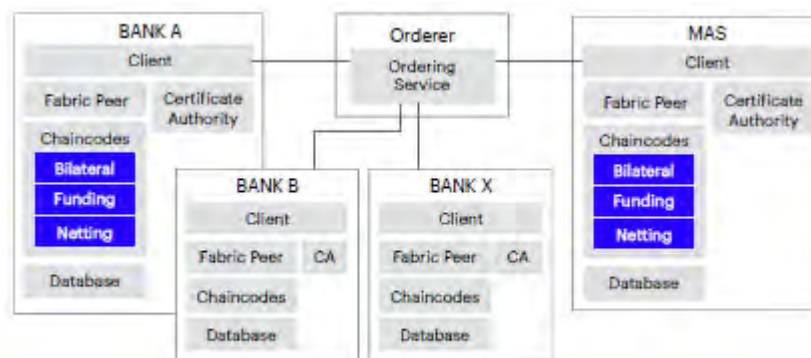 BANK A
Client
Fabric Peer
Certificate
Authority
Chaincodes
Bilateral
Funding
Netting
Database
Orderer
Ordering
Service
MAS
Client
Fabric Peer
Certificate
Authority
Chaincodes
Bilateral
Funding
Netting
Database
BANK B
Client
Fabric Peer
CA
Chaincodes
Database
BANK X
Client
Fabric Peer
CA
Chaincodes
Database